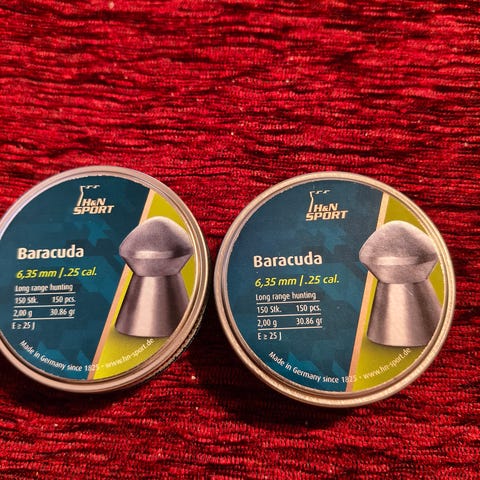 H&N
SPORT
Baracuda
6,35 mm / .25 cal.
Long range hunting
150 Stk. 150 pcs.
2,00 g 30.86 gr
E ≥ 25 J
Made in Germany since 1825 • www.hn-sport.de
H&N
SPORT
Baracuda
6,35 mm / .25 cal.
Long range hunting
150 Stk. 150 pcs.
2,00 g 30.86 gr
E ≥ 25 J
Made in Germany since 1825 • www.hn-sport.de